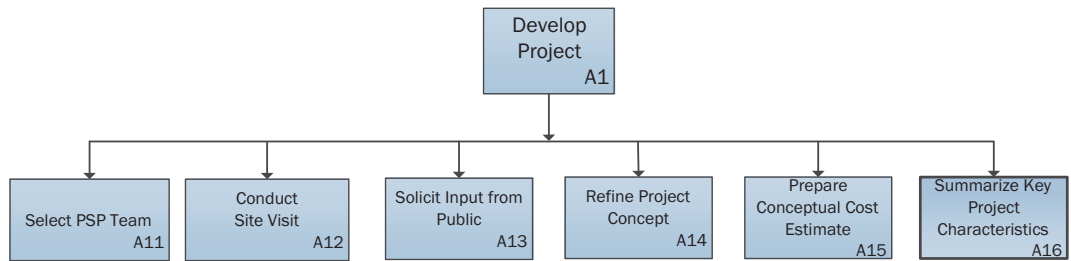 Develop
Project
A1
Select PSP Team
A11
Conduct
Site Visit
A12
Solicit Input from
Public
A13
Refine Project
Concept
A14
Prepare
Conceptual Cost
Estimate
A15
Summarize Key
Project
Characteristics
A16